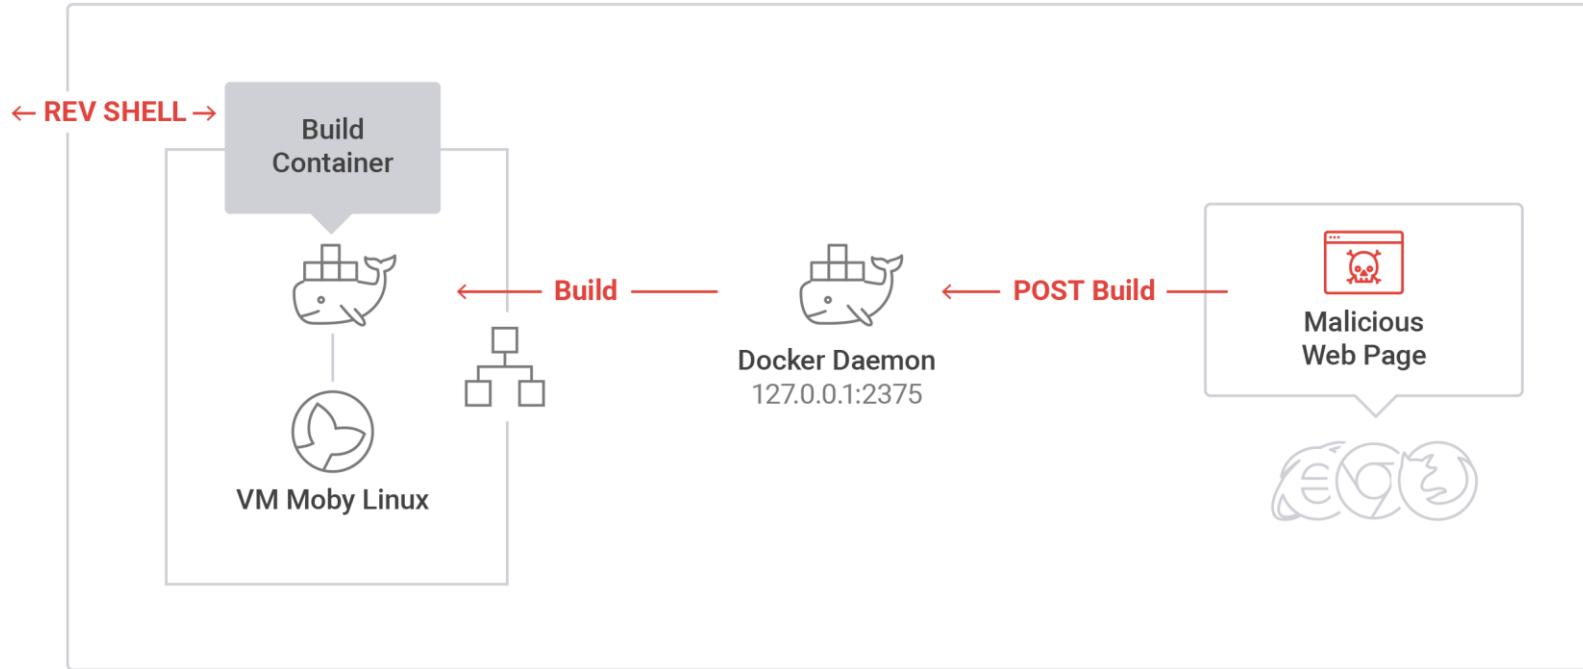 ← REV SHELL →
Build
Container
Build
POST Build
Docker Daemon
127.0.0.1:2375
Malicious
Web Page
VM Moby Linux